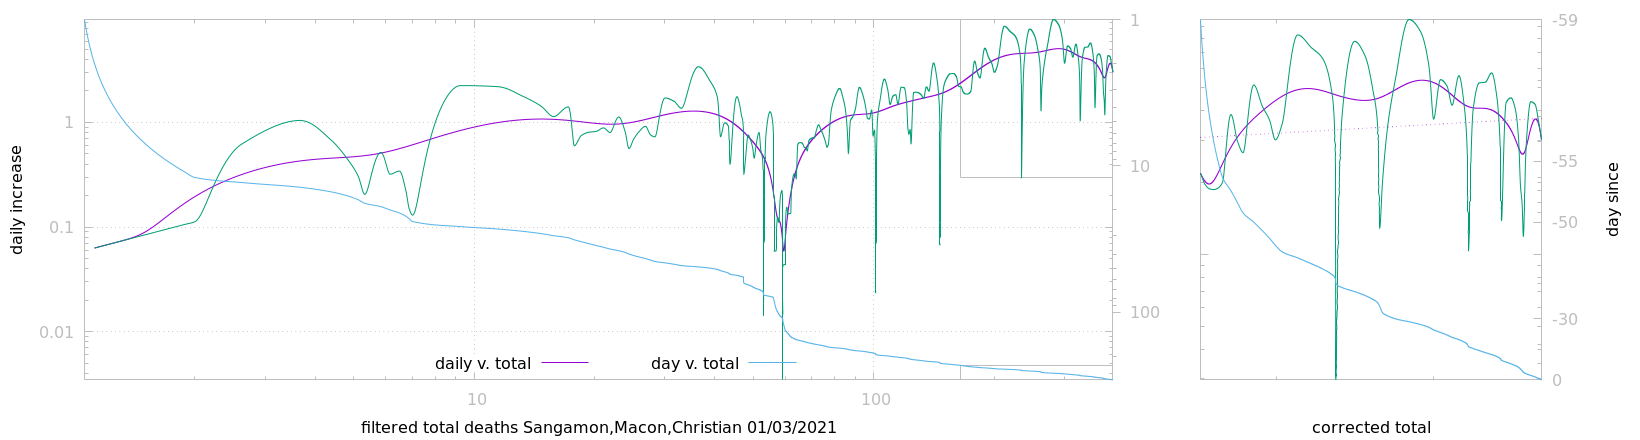 1
-59
1
10
-55
daily increase
0.1
-50
day since
100
-30
0.01
daily v. total
day v. total
0
10
100
filtered total deaths Sangamon,Macon,Christian 01/03/2021
corrected total